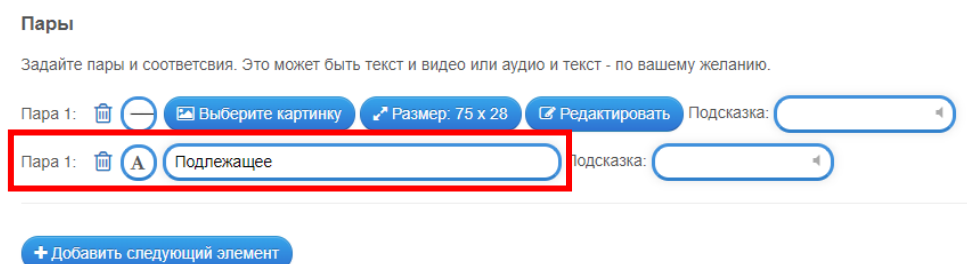 Пары
Задайте пары и соответсвия. Это может быть текст и видео или аудио и текст - по вашему желанию.
Пара 1: Выберите картинку Размер: 75 x 28 Редактировать Подсказка:
Пара 1: A Подлежащее Подсказка:
+ Добавить следующий элемент